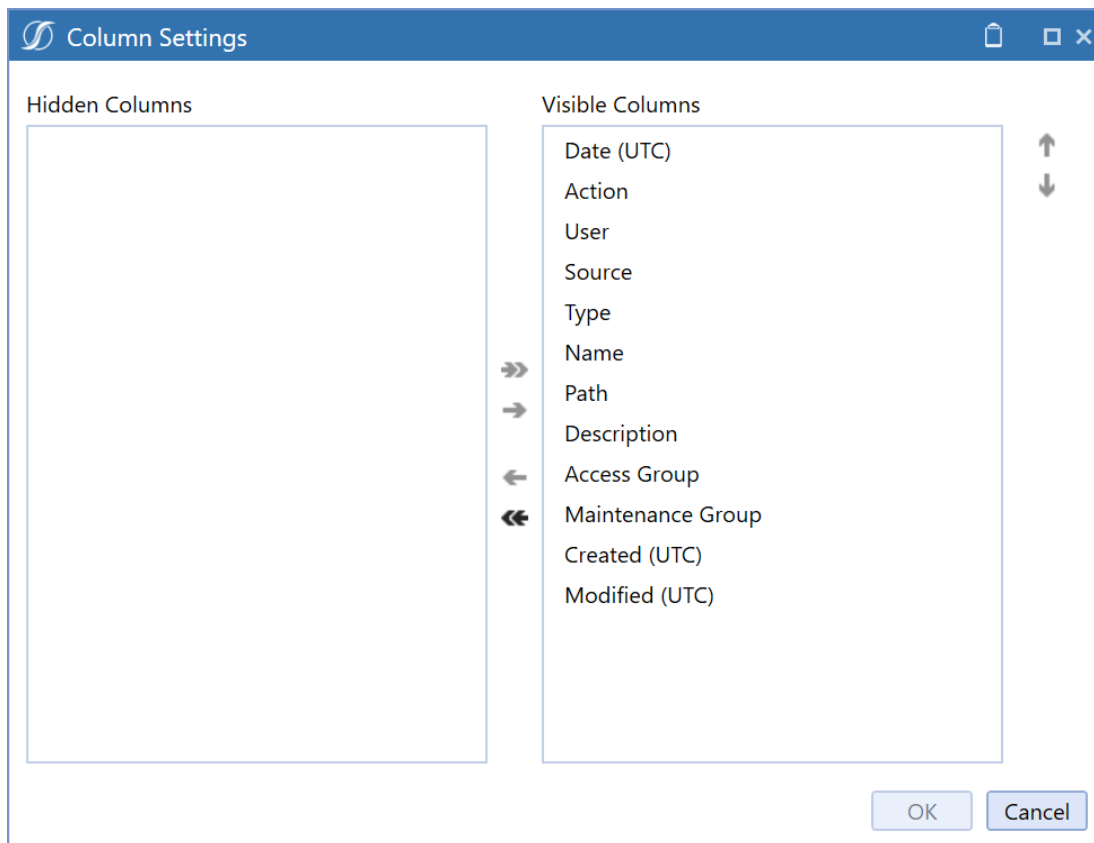 Column Settings
Hidden Columns
Visible Columns
Date (UTC)
Action
User
Source
Type
Name
Path
Description
Access Group
Maintenance Group
Created (UTC)
Modified (UTC)
OK
Cancel